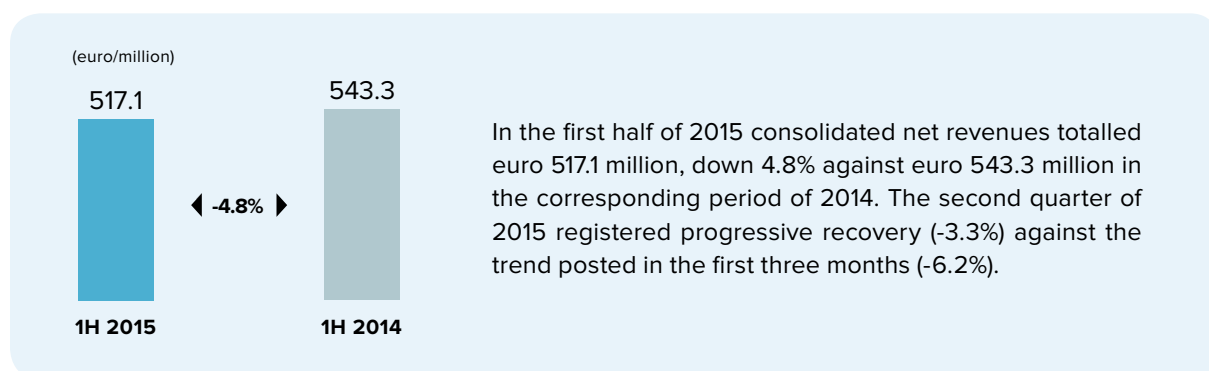 (euro/million)
517.1
543.3
-4.8%
1H 2015
1H 2014
In the first half of 2015 consolidated net revenues totalled
euro 517.1 million, down 4.8% against euro 543.3 million in
the corresponding period of 2014. The second quarter of
2015 registered progressive recovery (-3.3%) against the
trend posted in the first three months (-6.2%).